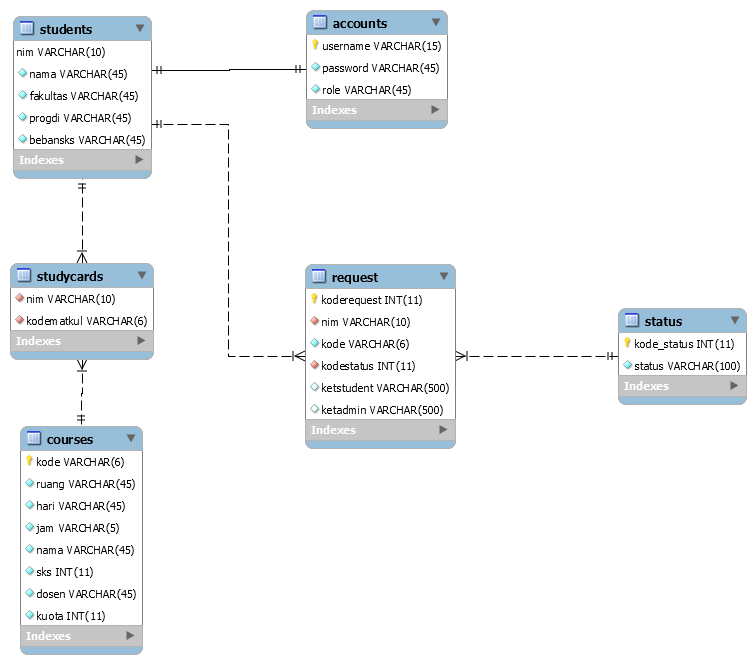 students
nim VARCHAR(10)
nama VARCHAR(45)
fakultas VARCHAR(45)
progdi VARCHAR(45)
bebansks VARCHAR(45)
Indexes
accounts
username VARCHAR(15)
password VARCHAR(45)
role VARCHAR(45)
Indexes
studycards
nim VARCHAR(10)
kodematkul VARCHAR(6)
Indexes
request
koderequest INT(11)
nim VARCHAR(10)
kode VARCHAR(6)
kodestatus INT(11)
ketstudent VARCHAR(500)
ketadmin VARCHAR(500)
Indexes
status
kode_status INT(11)
status VARCHAR(100)
Indexes
courses
kode VARCHAR(6)
ruang VARCHAR(45)
hari VARCHAR(45)
jam VARCHAR(5)
nama VARCHAR(45)
sks INT(11)
dosen VARCHAR(45)
kuota INT(11)
Indexes